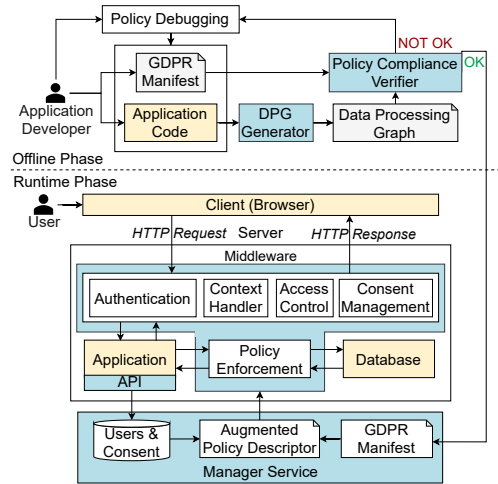 Policy Debugging
NOT OK
OK
GDPR
Manifest
Policy Compliance
Verifier
Application
Developer
Application
Code
DPG
Generator
Data Processing
Graph
Offline Phase
Runtime Phase
User
Client (Browser)
HTTP Request
Server
HTTP Response
Middleware
Authentication
Context
Handler
Access
Control
Consent
Management
Application
API
Policy
Enforcement
Database
Users &
Consent
Augmented
Policy Descriptor
GDPR
Manifest
Manager Service